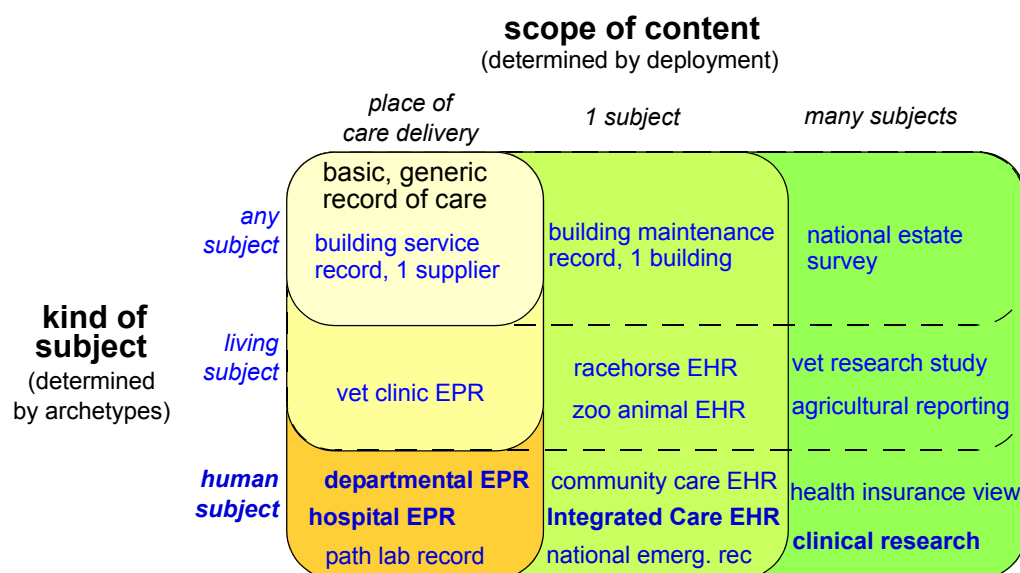 scope of content
(determined by deployment)
place of
care delivery
1 subject
many subjects
any
subject
basic, generic
record of care
building service
record, 1 supplier
building maintenance
record, 1 building
national estate
survey
kind of
subject
(determined
by archetypes)
living
subject
vet clinic EPR
racehorse EHR
zoo animal EHR
vet research study
agricultural reporting
human
subject
departmental EPR
hospital EPR
path lab record
community care EHR
Integrated Care EHR
national emerg. rec
health insurance view
clinical research